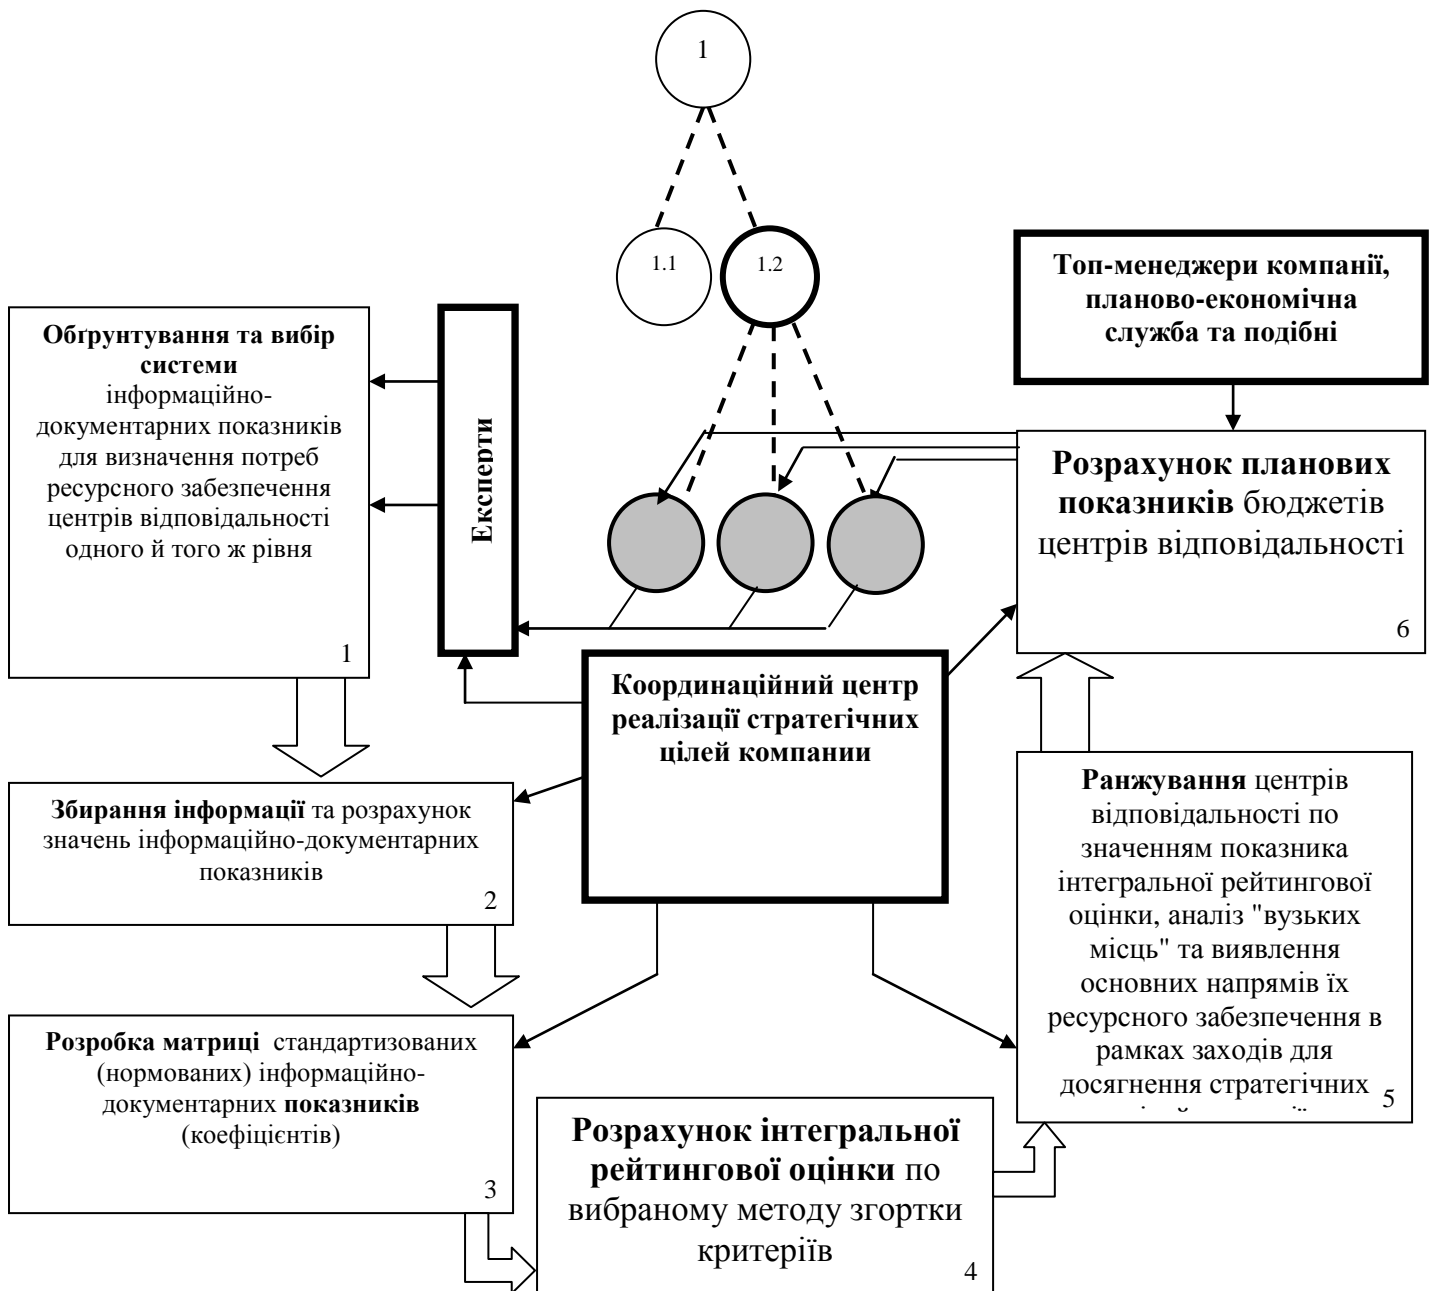 1
1.1
1.2
Топ-менеджери компанії,
планово-економічна
служба та подібні
Обґрунтування та вибір
системи
інформаційно-
документарних показників
для визначення потреб
ресурсного забезпечення
центрів відповідальності
одного й того ж рівня
1
Експерти
Розрахунок планових
показників бюджетів
центрів відповідальності
6
Координаційний центр
реалізації стратегічних
цілей компании
Збирання інформації та розрахунок
значень інформаційно-документарних
показників
2
Ранжування центрів
відповідальності по
значенням показника
інтегральної рейтингової
оцінки, аналіз "вузьких
місць" та виявлення
основних напрямів їх
ресурсного забезпечення в
рамках заходів для
досягнення стратегічних
5
Розробка матриці стандартизованих
(нормованих) інформаційно-
документарних показників
(коефіцієнтів)
3
Розрахунок інтегральної
рейтингової оцінки по
вибраному методу згортки
критеріїв
4